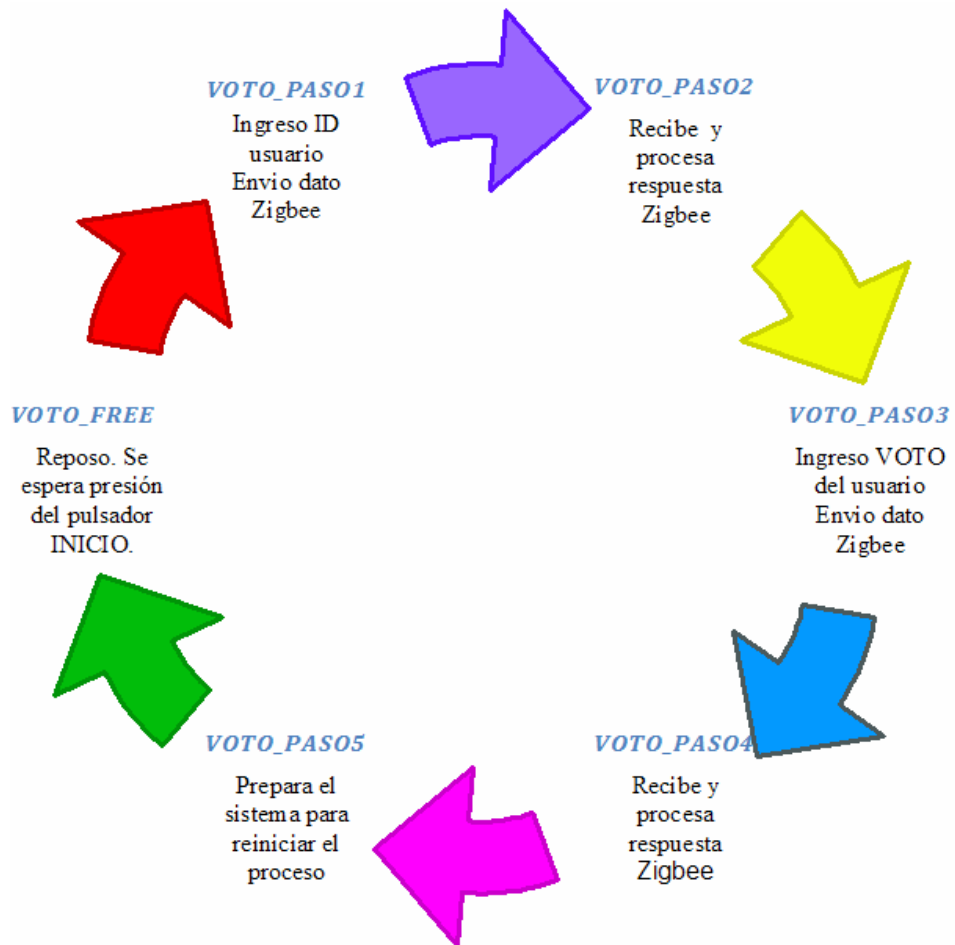 VOTO_PASO1
Ingreso ID
usuario
Envio dato
Zigbee
VOTO_PASO2
Recibe y
procesa
respuesta
Zigbee
VOTO_PASO3
Ingreso VOTO
del usuario
Envio dato
Zigbee
VOTO_PASO4
Recibe y
procesa
respuesta
Zigbee
VOTO_PASO5
Prepara el
sistema para
reiniciar el
proceso
VOTO_FREE
Reposo. Se
espera presión
del pulsador
INICIO.